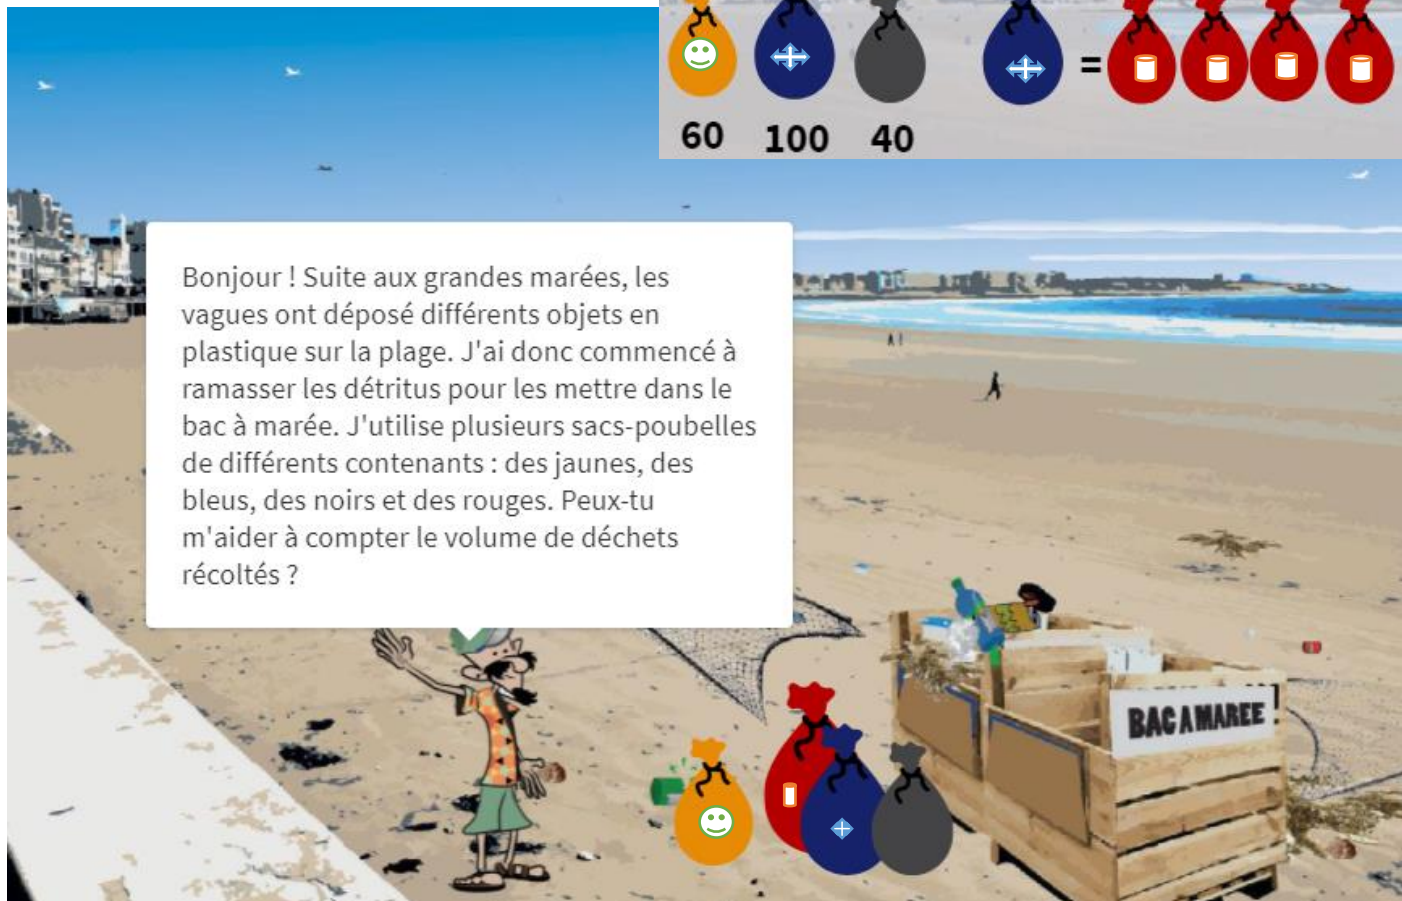 =
60 100 40
Bonjour ! Suite aux grandes marées, les
vagues ont déposé différents objets en
plastique sur la plage. J'ai donc commencé à
ramasser les détritus pour les mettre dans le
bac à marée. J'utilise plusieurs sacs-poubelles
de différents contenants : des jaunes, des
bleus, des noirs et des rouges. Peux-tu
m'aider à compter le volume de déchets
récoltés ?
BAC A MAREE